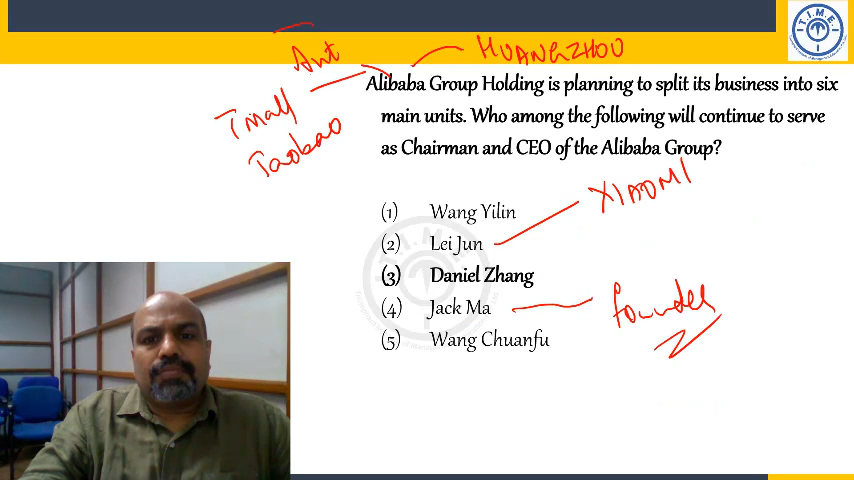 T.I.M.E.
Ant
HUANGZHOU
Tmall
Taobao
Alibaba Group Holding is planning to split its business into six
main units. Who among the following will continue to serve
as Chairman and CEO of the Alibaba Group?
XIAOMI
(1) Wang Yilin
(2) Lei Jun
(3) Daniel Zhang
(4) Jack Ma
founder
(5) Wang Chuanfu